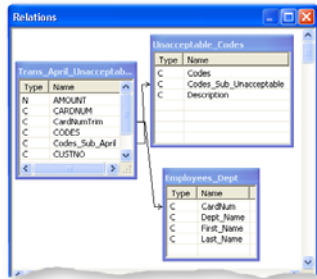 Relations
Unacceptable_Codes
Type Name
C Codes
C Codes_Sub_Unacceptable
C Description
Trans_April_Unacceptab...
Type Name
N AMOUNT
C CARDNUM
C CardNumTrim
C CODES
C Codes_Sub_April
C CUSTNO
Employees_Dept
Type Name
C CardNum
C Dept_Name
C First_Name
C Last_Name